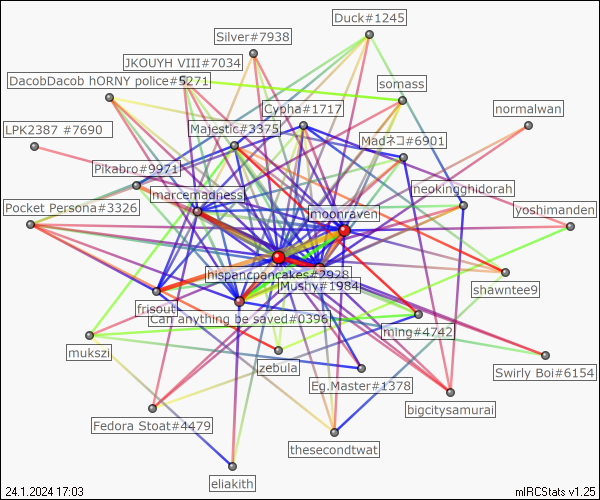 Duck#1245
Silver#7938
JKOUYH VIII#7034
DacobDacob hORNY police#5271
somass
Cypha#1717
normalwan
LPK2387 #7690
Majestic#3375
Madネコ#6901
Pikabro#9971
marcemadness
neokingghidorah
Pocket Persona#3326
moonraven
yoshimanden
hispancpancakes#2928
Mushy#1984
shawntee9
frisout
Can anything be saved#0396
ming#4742
mukszi
zebula
Swirly Boi#6154
Eg.Master#1378
bigcitysamurai
Fedora Stoat#4479
thesecondtwat
eliakith
24.1.2024 17:03
mIRCStats v1.25